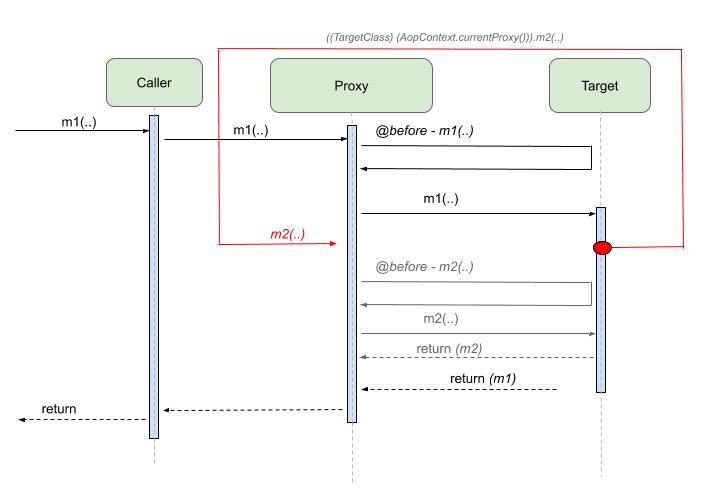 ((TargetClass) (AopContext.currentProxy())).m2(..)
Caller
Proxy
Target
m1(..)
m1(..)
@before - m1(..)
m1(..)
m2(..)
@before - m2(..)
m2(..)
return (m2)
return (m1)
return